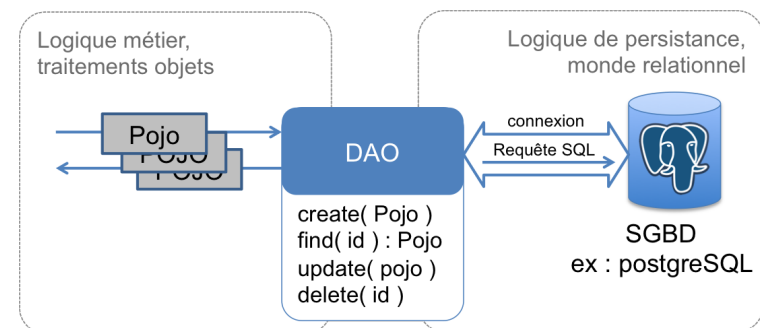 Logique métier,
traitements objets
Logique de persistance,
monde relationnel
Pojo
POJO
POJO
DAO
connexion
Requête SQL
create( Pojo )
find( id ) : Pojo
update( pojo )
delete( id )
SGBD
ex : postgreSQL